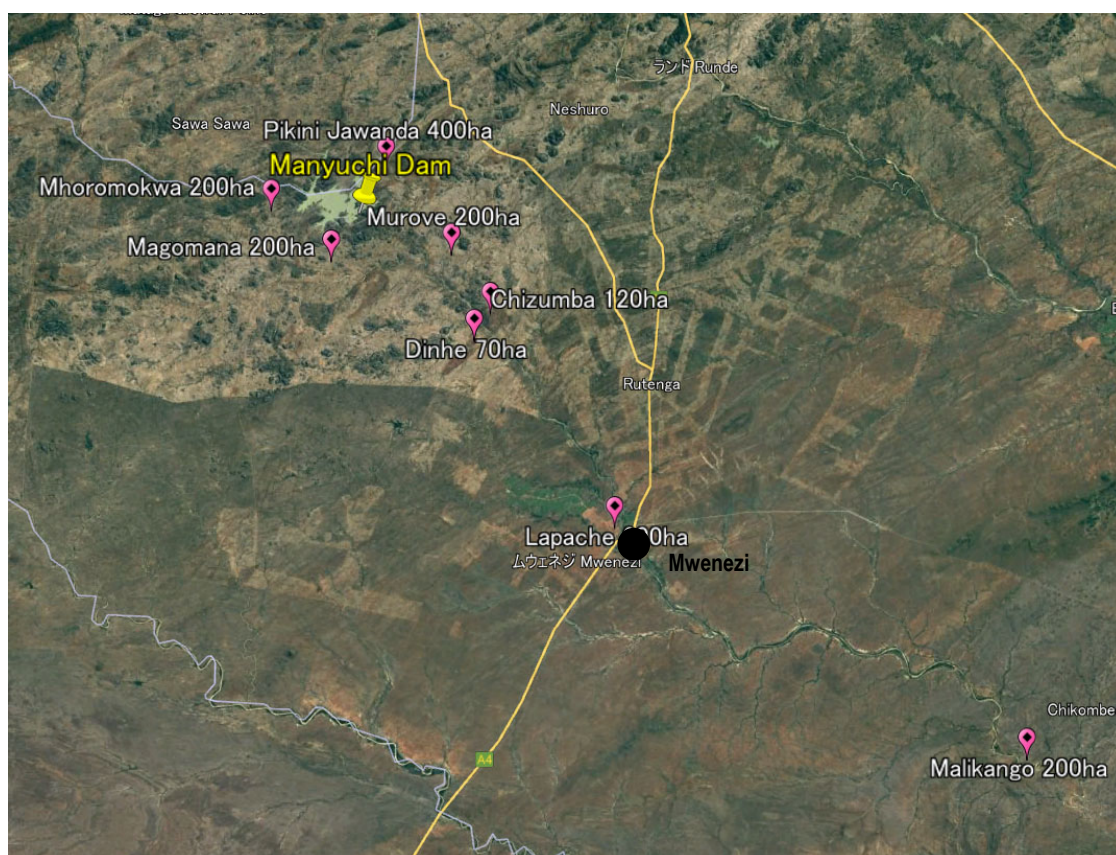 ランド Runde
Neshuro
Sawa Sawa
Pikini Jawanda 400ha
Manyuchi Dam
Mhoromokwa 200ha
Murove 200ha
Magomana 200ha
Chizumba 120ha
Dinhe 70ha
Rutenga
Lapache
ムウェネジ Mwenezi
Mwenezi
Chikombe
A4
Malikango 200ha